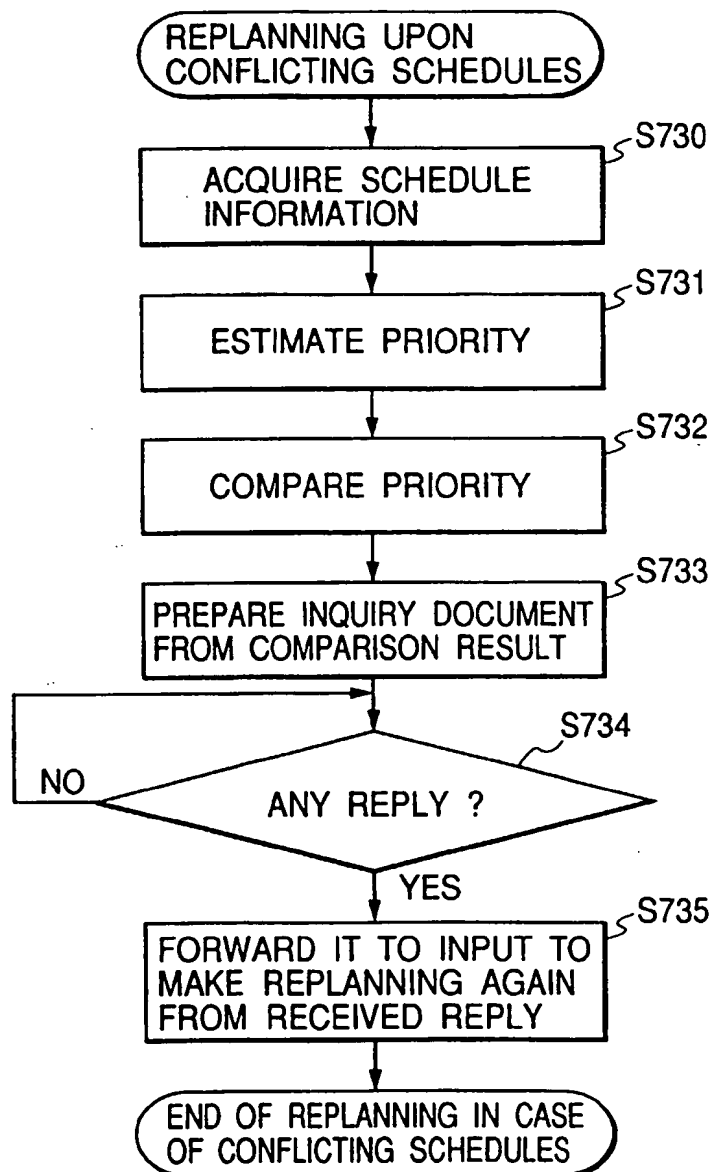 REPLANNING UPON
CONFLICTING SCHEDULES
S730
ACQUIRE SCHEDULE
INFORMATION
S731
ESTIMATE PRIORITY
S732
COMPARE PRIORITY
S733
PREPARE INQUIRY DOCUMENT
FROM COMPARISON RESULT
S734
NO
ANY REPLY ?
YES
S735
FORWARD IT TO INPUT TO
MAKE REPLANNING AGAIN
FROM RECEIVED REPLY
END OF REPLANNING IN CASE
OF CONFLICTING SCHEDULES